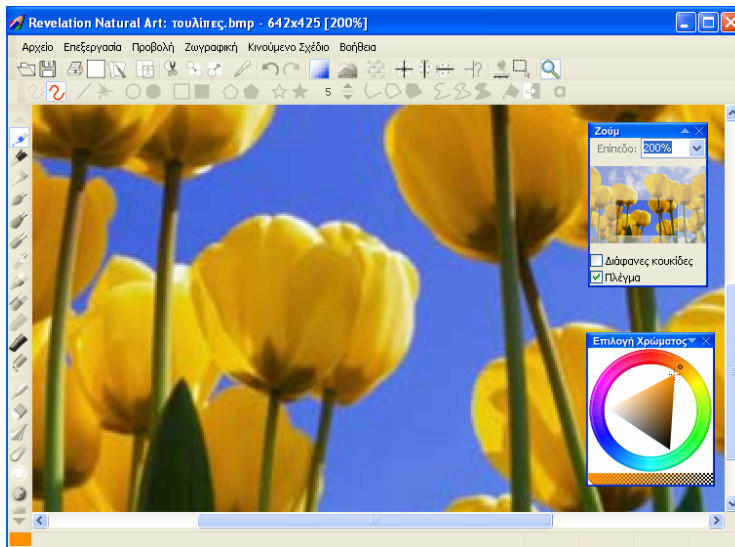 Revelation Natural Art: τουλίπες.bmp - 642x425 [200%]
Αρχείο Επεξεργασία Προβολή Ζωγραφική Κινούμενο Σχέδιο Βοήθεια
5
Ζούμ
Επίπεδο: 200%
Διάφανες κουκίδες
Πλέγμα
Επιλογή Χρώματος